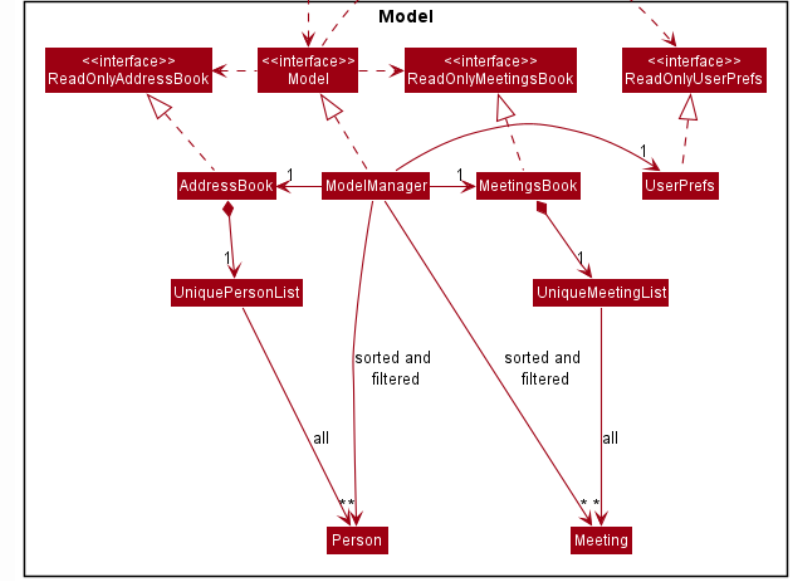 Model
<<interface>>
ReadOnlyAddressBook
<<interface>>
Model
<<interface>>
ReadOnlyMeetingsBook
<<interface>>
ReadOnlyUserPrefs
1
AddressBook
1
ModelManager
1
MeetingsBook
UserPrefs
1
1
UniquePersonList
UniqueMeetingList
sorted and
filtered
sorted and
filtered
all
all
*
*
*
*
Person
Meeting